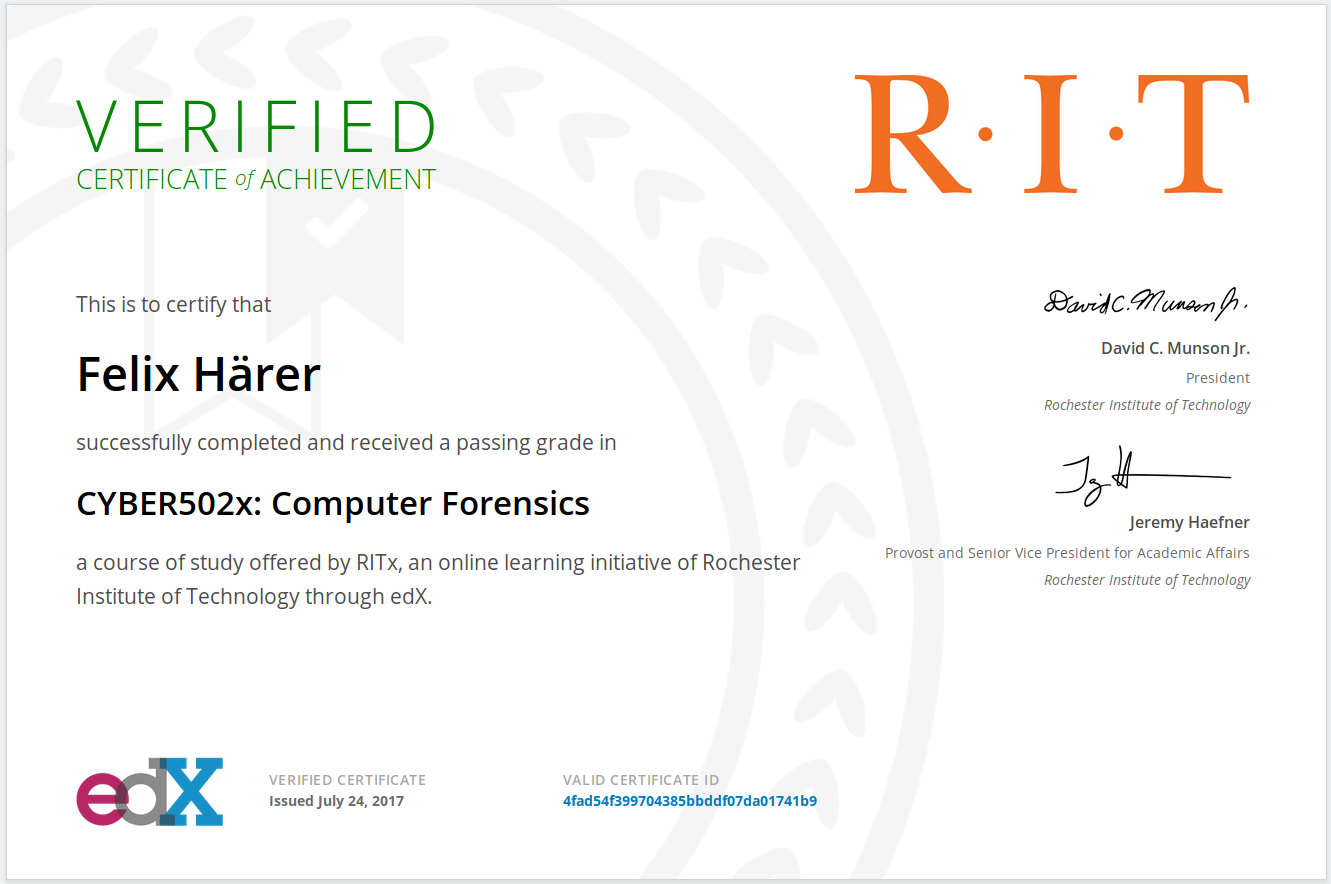 VERIFIED
CERTIFICATE of ACHIEVEMENT
R·I·T
This is to certify that
Felix Härer
successfully completed and received a passing grade in
CYBER502x: Computer Forensics
a course of study offered by RITx, an online learning initiative of Rochester
Institute of Technology through edX.
David C. Munson Jr.
David C. Munson Jr.
President
Rochester Institute of Technology
Jeremy Haefner
Provost and Senior Vice President for Academic Affairs
Rochester Institute of Technology
edX
VERIFIED CERTIFICATE
Issued July 24, 2017
VALID CERTIFICATE ID
4fad54f399704385bbddf07da01741b9